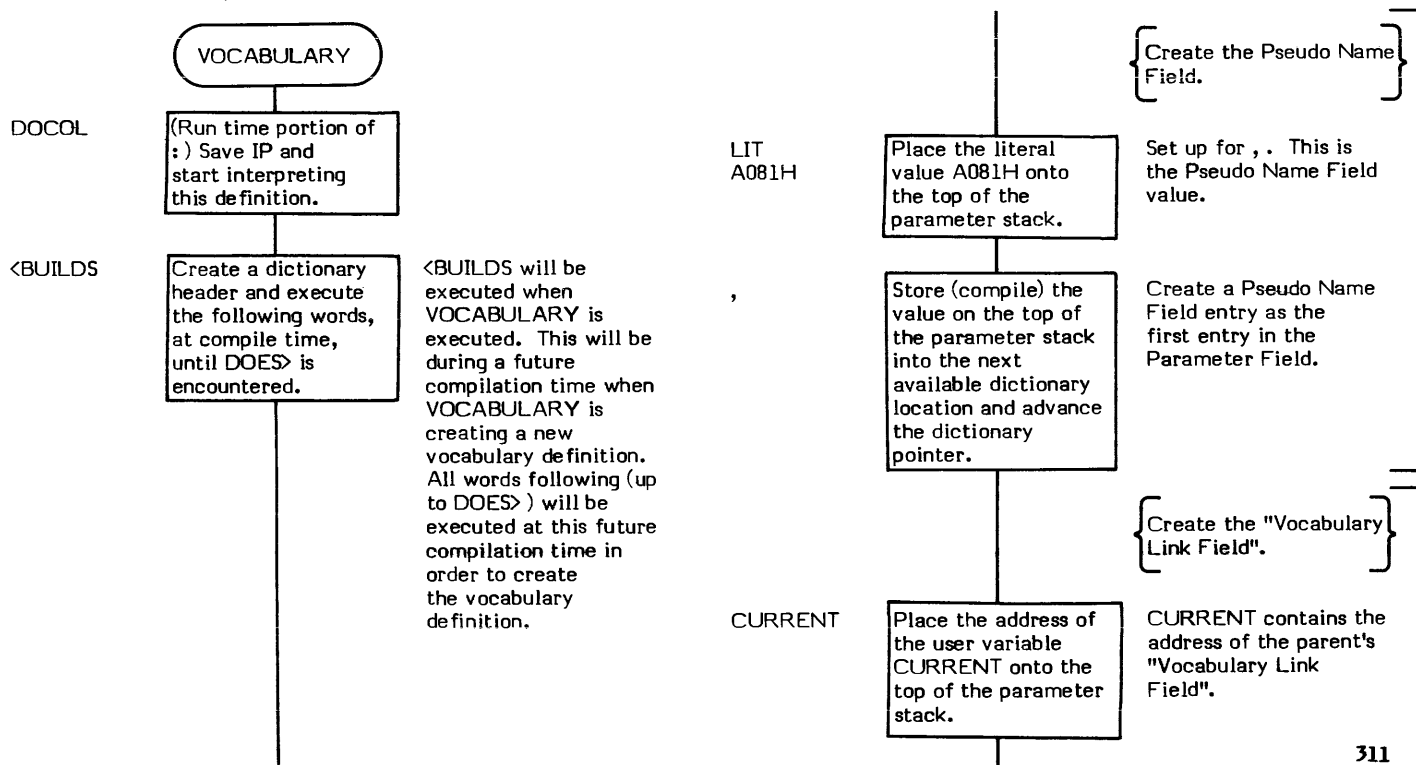 VOCABULARY
DOCOL
(Run time portion of
: ) Save IP and
start interpreting
this definition.
<BUILDS
Create a dictionary
header and execute
the following words,
at compile time,
until DOES> is
encountered.
<BUILDS will be
executed when
VOCABULARY is
executed. This will be
during a future
compilation time when
VOCABULARY is
creating a new
vocabulary definition.
All words following (up
to DOES> ) will be
executed at this future
compilation time in
order to create
the vocabulary
definition.
Create the Pseudo Name
Field.
LIT
A081H
Place the literal
value A081H onto
the top of the
parameter stack.
Set up for , . This is
the Pseudo Name Field
value.
,
Store (compile) the
value on the top of
the parameter stack
into the next
available dictionary
location and advance
the dictionary
pointer.
Create a Pseudo Name
Field entry as the
first entry in the
Parameter Field.
Create the "Vocabulary
Link Field".
CURRENT
Place the address of
the user variable
CURRENT onto the
top of the parameter
stack.
CURRENT contains the
address of the parent's
"Vocabulary Link
Field".
311